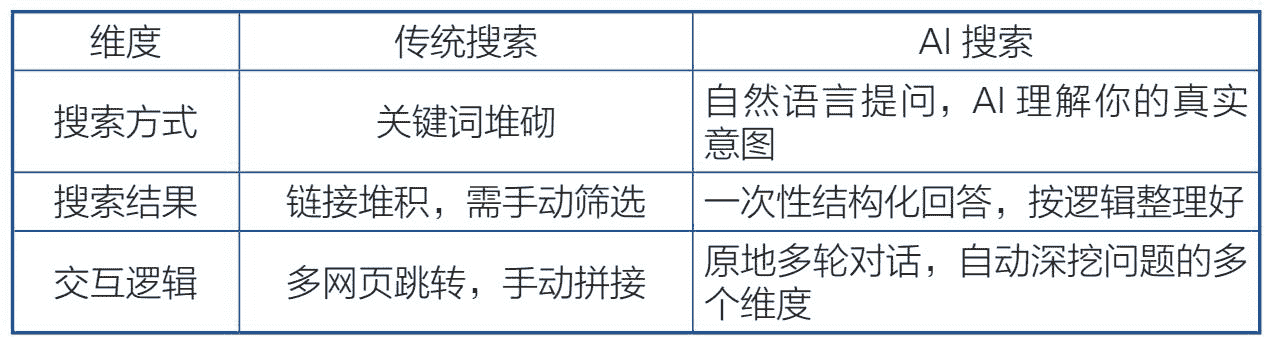 维度 传统搜索 AI 搜索
搜索方式 关键词堆砌 自然语言提问，AI 理解你的真实
意图
搜索结果 链接堆积，需手动筛选 一次性结构化回答，按逻辑整理好
交互逻辑 多网页跳转，手动拼接 原地多轮对话，自动深挖问题的多
个维度